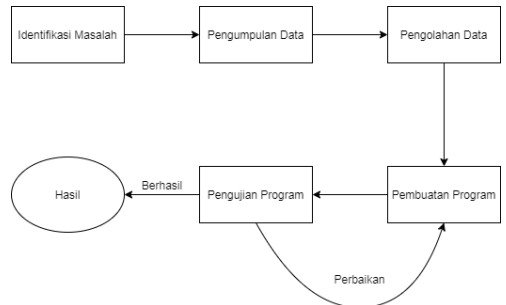 Identifikasi Masalah
Pengumpulan Data
Pengolahan Data
Pembuatan Program
Pengujian Program
Perbaikan
Berhasil
Hasil